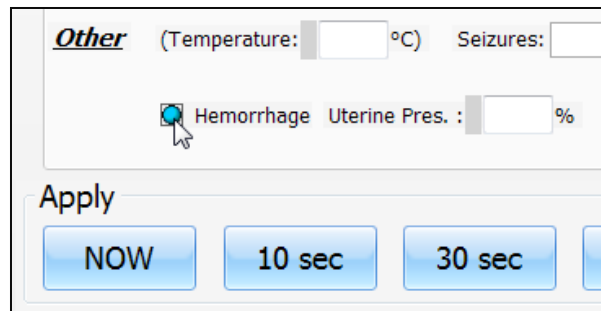 Other (Temperature: °C) Seizures:
Hemorrhage Uterine Pres. : %
Apply
NOW 10 sec 30 sec